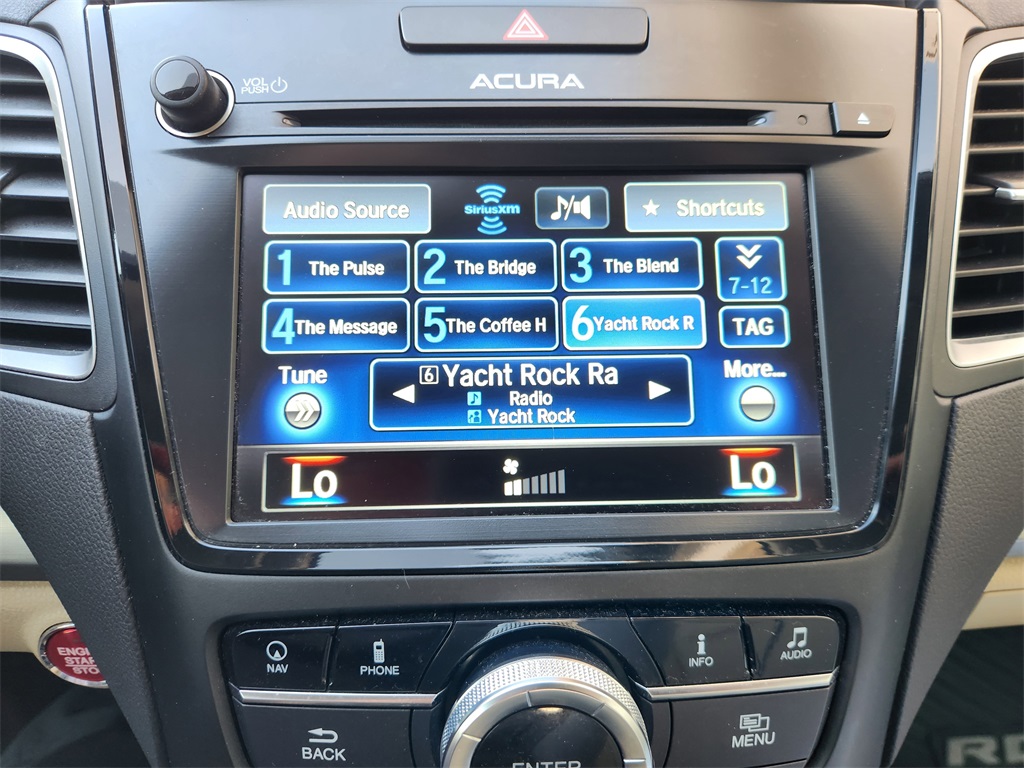 ACURA
VOL
PUSH
Audio Source
SiriusXM
Shortcuts
1 The Pulse
2 The Bridge
3 The Blend
7-12
4 The Message
5 The Coffee H
6 Yacht Rock R
TAG
Tune
6 Yacht Rock Ra
Radio
Yacht Rock
More...
Lo
Lo
NAV
PHONE
INFO
AUDIO
BACK
MENU
ENTER